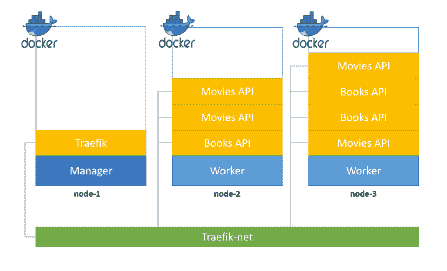 docker
docker
docker
Movies API
Movies API
Books API
Movies API
Books API
Traefik
Books API
Movies API
Manager
Worker
Worker
node-1
node-2
node-3
Traefik-net